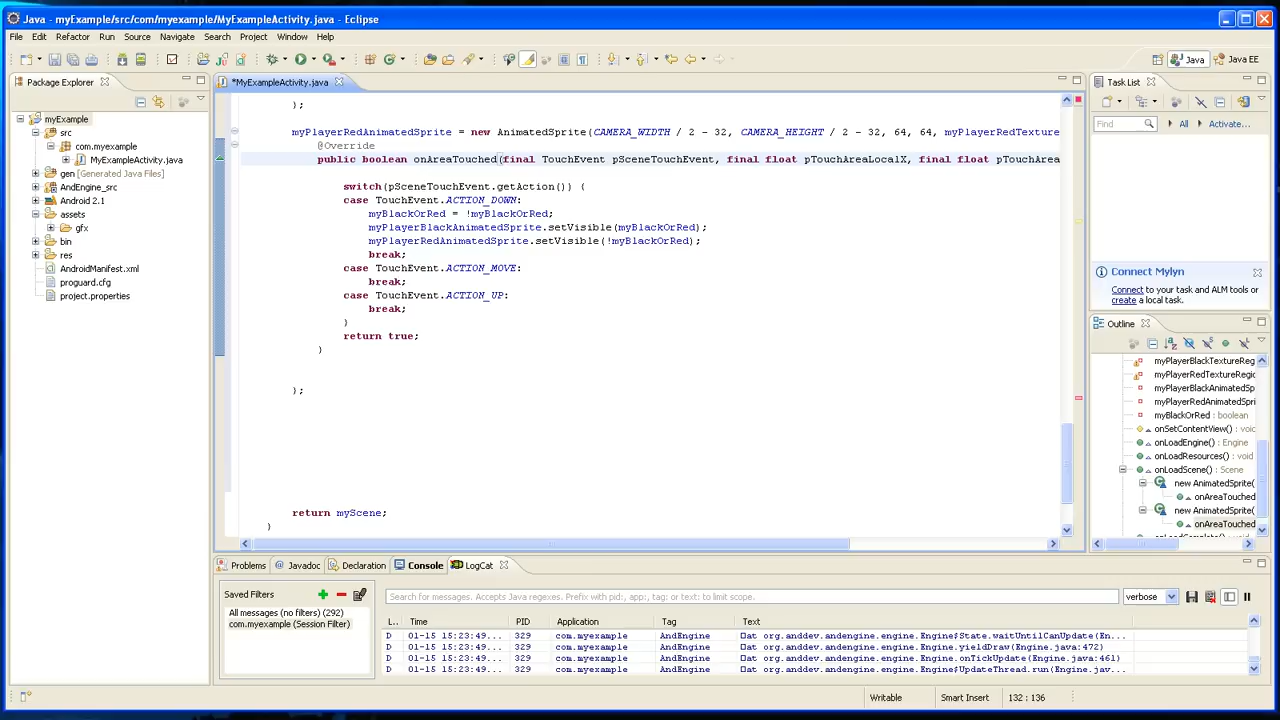 Java - myExample/src/com/myexample/MyExampleActivity.java - Eclipse
File Edit Refactor Run Source Navigate Search Project Window Help
Java Java EE
Package Explorer
*MyExampleActivity.java
Task List
myExample
src
com.myexample
MyExampleActivity.java
gen [Generated Java Files]
AndEngine_src
Android 2.1
assets
gfx
bin
res
AndroidManifest.xml
proguard.cfg
project.properties
);
myPlayerRedAnimatedSprite = new AnimatedSprite(CAMERA_WIDTH / 2 - 32, CAMERA_HEIGHT / 2 - 32, 64, 64, myPlayerRedTexture
@Override
public boolean onAreaTouched(final TouchEvent pSceneTouchEvent, final float pTouchAreaLocalX, final float pTouchArea
switch(pSceneTouchEvent.getAction()) {
case TouchEvent.ACTION_DOWN:
myBlackOrRed = !myBlackOrRed;
myPlayerBlackAnimatedSprite.setVisible(myBlackOrRed);
myPlayerRedAnimatedSprite.setVisible(!myBlackOrRed);
break;
case TouchEvent.ACTION_MOVE:
break;
case TouchEvent.ACTION_UP:
break;
}
return true;
}
};
return myScene;
}
Find All Activate...
Connect Mylyn
Connect to your task and ALM tools or
create a local task.
Outline
myPlayerBlackTextureReg
myPlayerRedTextureRegi
myPlayerBlackAnimatedSp
myPlayerRedAnimatedSpri
myBlackOrRed : boolean
onSetContentView() : void
onLoadEngine() : Engine
onLoadResources() : void
onLoadScene() : Scene
new AnimatedSprite(
onAreaTouched
new AnimatedSprite(
onAreaTouched
Problems Javadoc Declaration Console LogCat
Saved Filters
All messages (no filters) (292)
com.myexample (Session Filter)
Search for messages. Accepts Java regexes. Prefix with pid:, app:, tag: or text: to limit scope.
verbose
L... Time PID Application Tag Text
D 01-15 15:23:49... 329 com.myexample AndEngine at org.anddev.andengine.engine.Engine$State.waitUntilCanUpdate(En...
D 01-15 15:23:49... 329 com.myexample AndEngine at org.anddev.andengine.engine.Engine.yieldDraw(Engine.java:472)
D 01-15 15:23:49... 329 com.myexample AndEngine at org.anddev.andengine.engine.Engine.onTickUpdate(Engine.java:461)
D 01-15 15:23:49... 329 com.myexample AndEngine at org.anddev.andengine.engine.Engine$UpdateThread.run(Engine.jav...
Writable Smart Insert 132 : 136